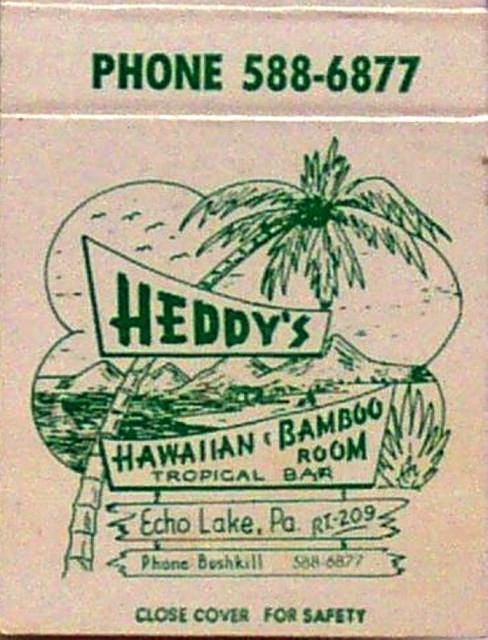 PHONE 588-6877
HEDDY'S
HAWAIIAN & BAMBOO
ROOM
TROPICAL BAR
Echo Lake, Pa. RT-209
Phone Bushkill 588-6877
CLOSE COVER FOR SAFETY